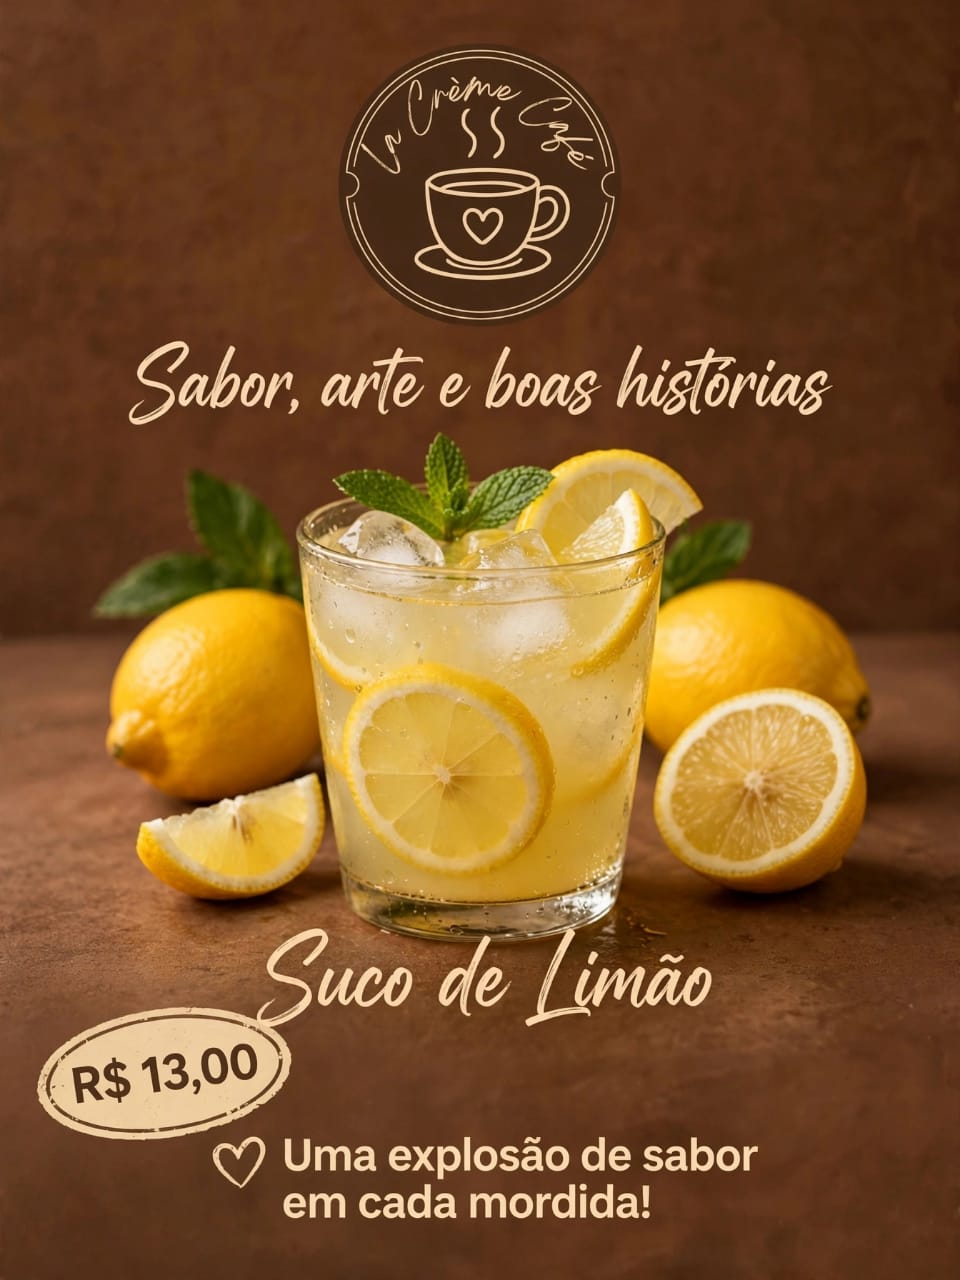 La Crème Café
Sabor, arte e boas histórias
Suco de Limão
R$ 13,00
Uma explosão de sabor
em cada mordida!